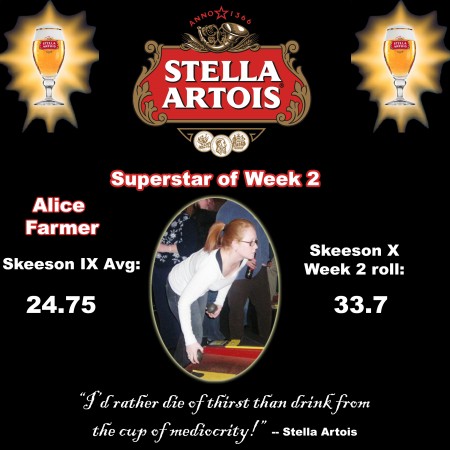 ANNO 1366
STELLA
ARTOIS
Superstar of Week 2
Alice
Farmer
Skeeson IX Avg:
24.75
Skeeson X
Week 2 roll:
33.7
"I'd rather die of thirst than drink from
the cup of mediocrity!" -- Stella Artois